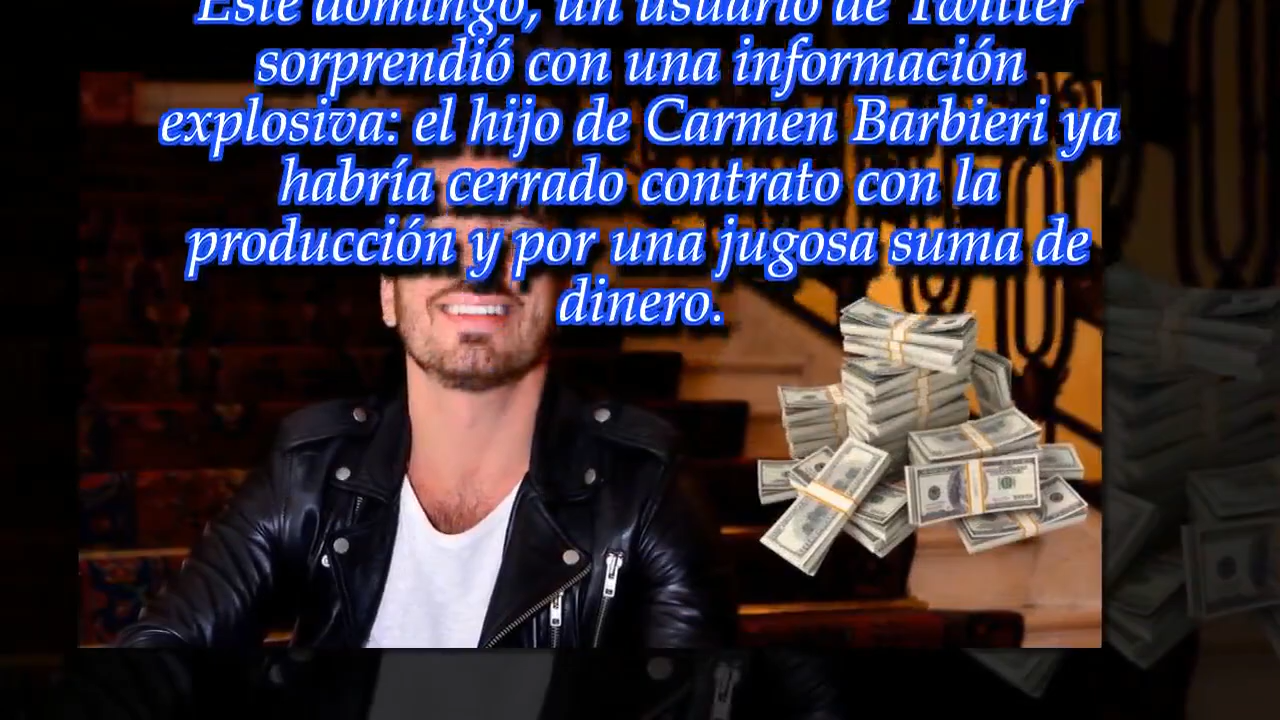 Este domingo, un usuario de Twitter
sorprendió con una información
explosiva: el hijo de Carmen Barbieri ya
habría cerrado contrato con la
producción y por una jugosa suma de
dinero.